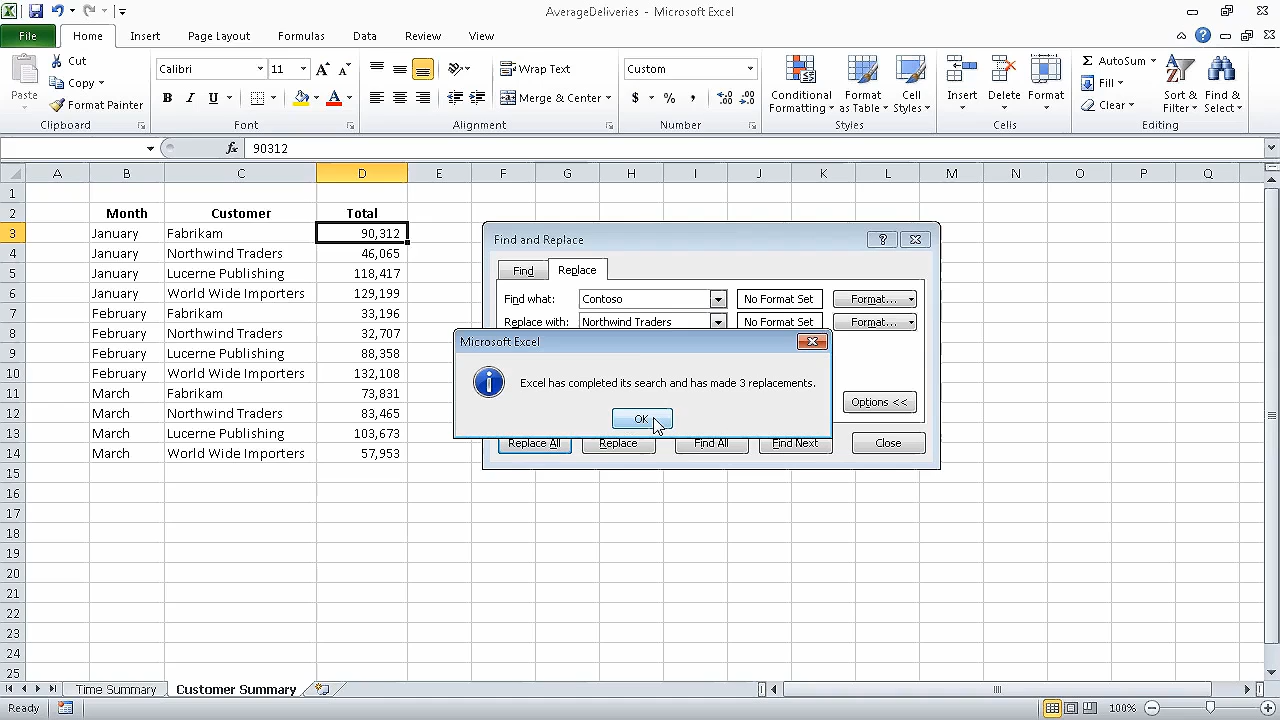 AverageDeliveries - Microsoft Excel
File Home Insert Page Layout Formulas Data Review View
Paste Cut Copy Format Painter
Calibri 11
B I U A
Wrap Text
Merge & Center
Custom
$ % ,
Conditional Formatting Format as Table Cell Styles
Insert Delete Format
AutoSum Fill Clear
Sort & Filter Find & Select
Clipboard Font Alignment Number Styles Cells Editing
fx 90312
A B C D E F G H I J K L M N O P Q
1
2 Month Customer Total
3 January Fabrikam 90,312
4 January Northwind Traders 46,065
5 January Lucerne Publishing 118,417
6 January World Wide Importers 129,199
7 February Fabrikam 33,196
8 February Northwind Traders 32,707
9 February Lucerne Publishing 88,358
10 February World Wide Importers 132,108
11 March Fabrikam 73,831
12 March Northwind Traders 83,465
13 March Lucerne Publishing 103,673
14 March World Wide Importers 57,953
15
16
17
18
19
20
21
22
23
24
25
Find and Replace
Find Replace
Find what: Contoso No Format Set Format...
Replace with: Northwind Traders No Format Set Format...
Microsoft Excel
Excel has completed its search and has made 3 replacements.
OK
Options <<
Replace All Replace Find All Find Next Close
Time Summary Customer Summary
Ready 100%